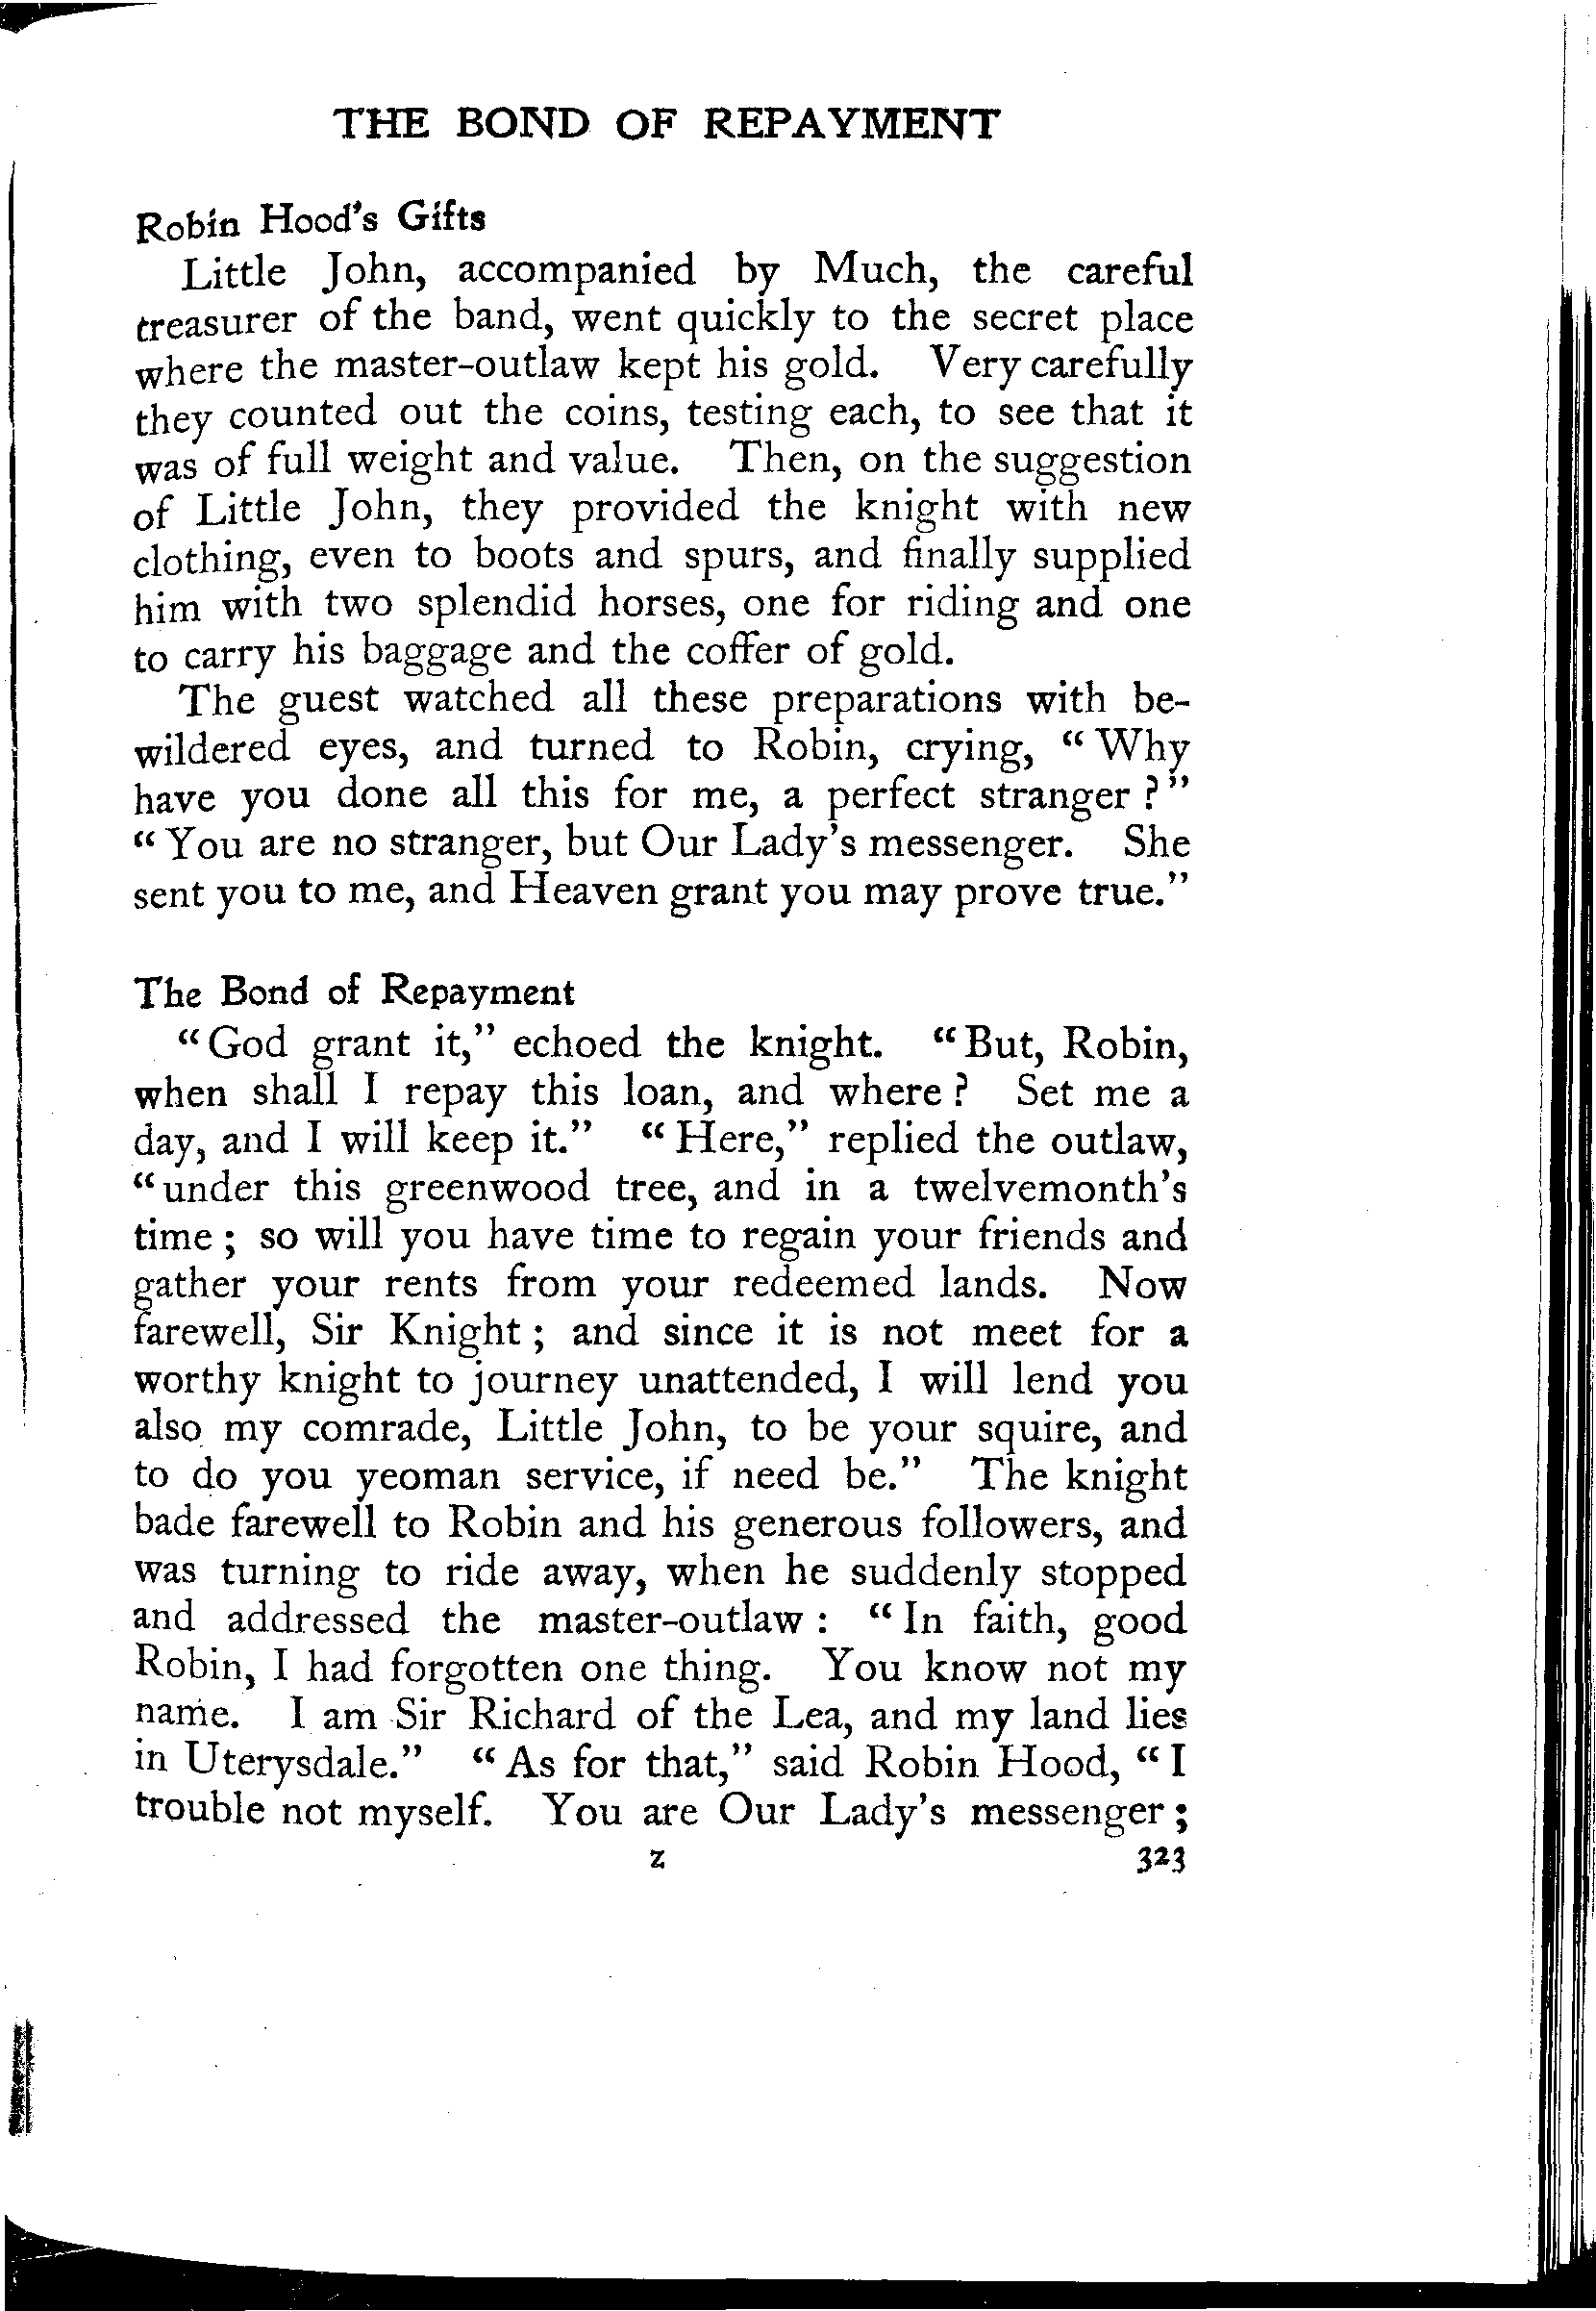 THE BOND OF REPAYMENT
Robin Hood's Gifts
Little John, accompanied by Much, the careful
treasurer of the band, went quickly to the secret place
where the master-outlaw kept his gold. Very carefully
they counted out the coins, testing each, to see that it
was of full weight and value. Then, on the suggestion
of Little John, they provided the knight with new
clothing, even to boots and spurs, and finally supplied
him with two splendid horses, one for riding and one
to carry his baggage and the coffer of gold.
The guest watched all these preparations with be-
wildered eyes, and turned to Robin, crying, "Why
have you done all this for me, a perfect stranger?"
"You are no stranger, but Our Lady's messenger. She
sent you to me, and Heaven grant you may prove true."
The Bond of Repayment
"God grant it," echoed the knight. "But, Robin,
when shall I repay this loan, and where? Set me a
day, and I will keep it." "Here," replied the outlaw,
"under this greenwood tree, and in a twelvemonth's
time; so will you have time to regain your friends and
gather your rents from your redeemed lands. Now
farewell, Sir Knight; and since it is not meet for a
worthy knight to journey unattended, I will lend you
also my comrade, Little John, to be your squire, and
to do you yeoman service, if need be." The knight
bade farewell to Robin and his generous followers, and
was turning to ride away, when he suddenly stopped
and addressed the master-outlaw: "In faith, good
Robin, I had forgotten one thing. You know not my
name. I am Sir Richard of the Lea, and my land lies
in Uterysdale." "As for that," said Robin Hood, "I
trouble not myself. You are Our Lady's messenger;
z 323